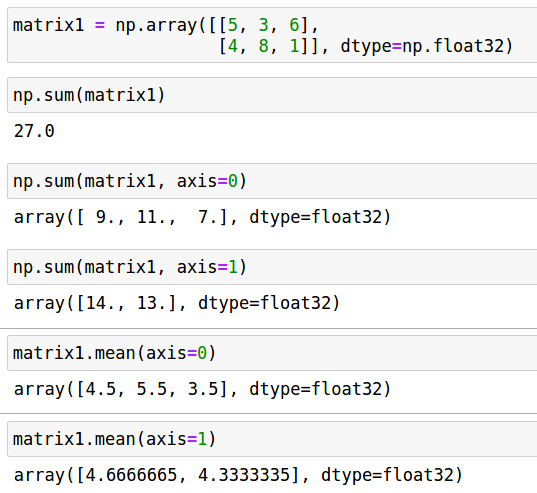 matrix1 = np.array([[5, 3, 6],
                    [4, 8, 1]], dtype=np.float32)
np.sum(matrix1)
27.0
np.sum(matrix1, axis=0)
array([ 9., 11.,  7.], dtype=float32)
np.sum(matrix1, axis=1)
array([14., 13.], dtype=float32)
matrix1.mean(axis=0)
array([4.5, 5.5, 3.5], dtype=float32)
matrix1.mean(axis=1)
array([4.6666665, 4.3333335], dtype=float32)